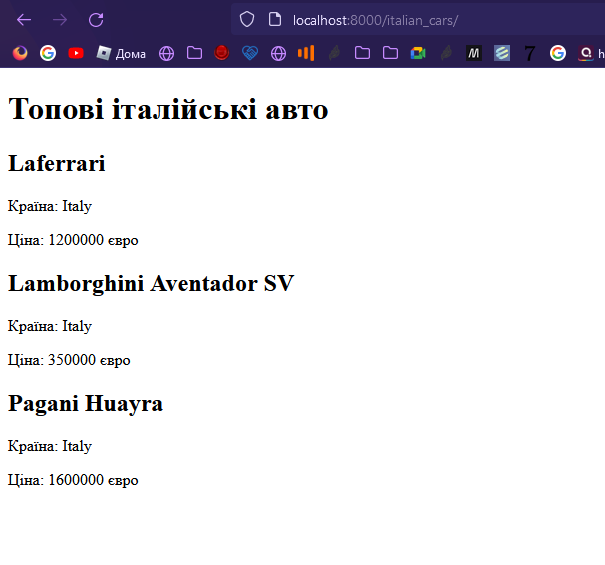 localhost:8000/italian_cars/
Дома
M
7
h
Топові італійські авто
Laferrari
Країна: Italy
Ціна: 1200000 євро
Lamborghini Aventador SV
Країна: Italy
Ціна: 350000 євро
Pagani Huayra
Країна: Italy
Ціна: 1600000 євро